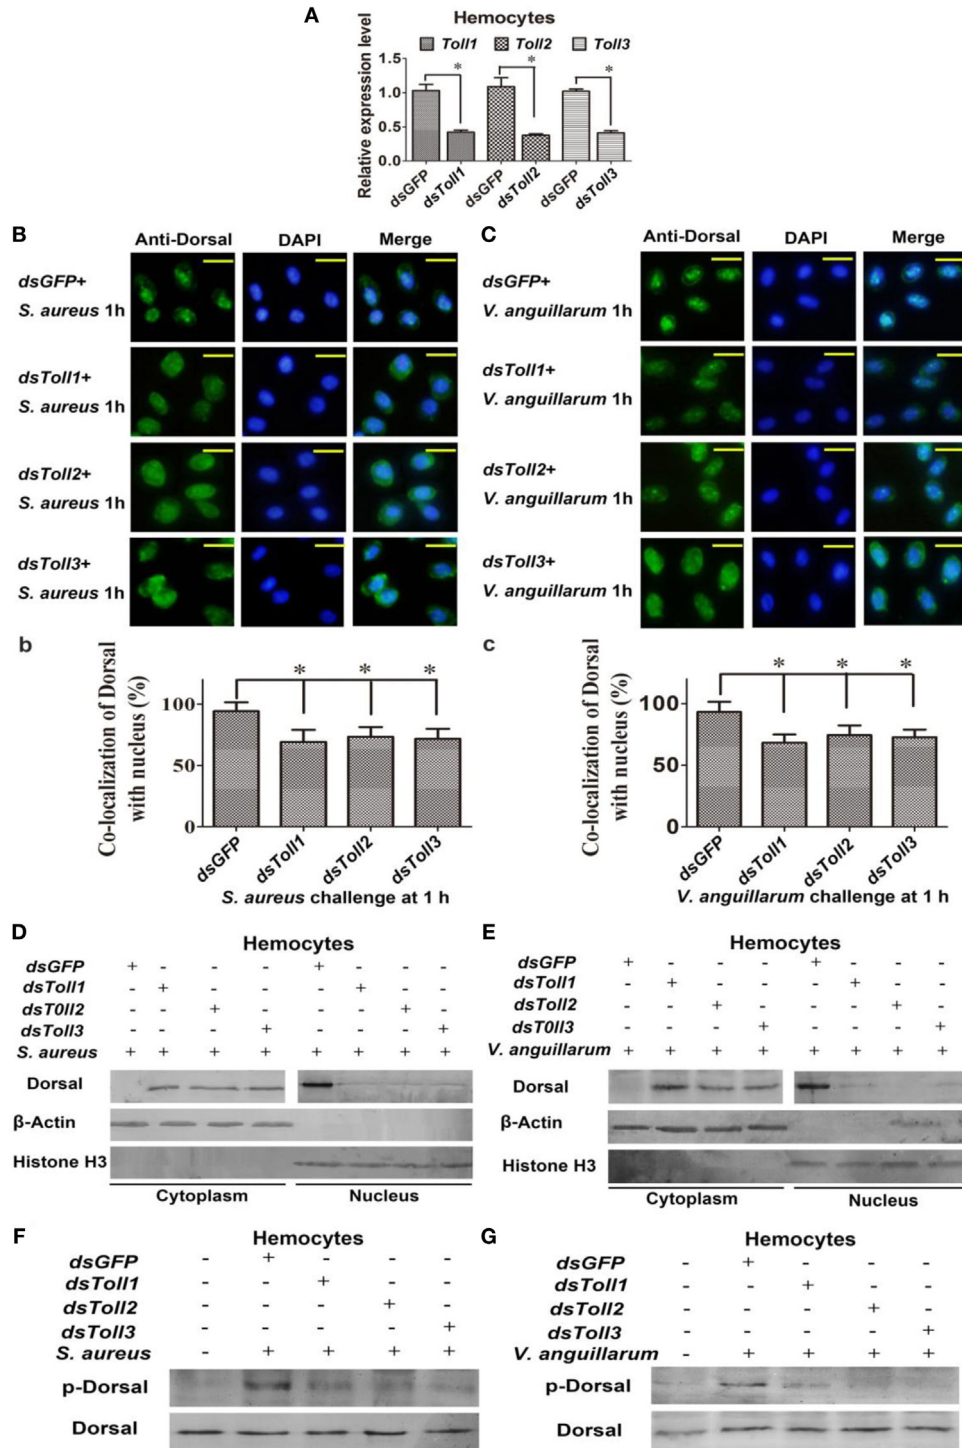 A
Hemocytes
Toll1 Toll2 Toll3
Relative expression level
1.5
1.0
0.5
0.0
* * *
dsGFP dsToll1 dsGFP dsToll2 dsGFP dsToll3
B
Anti-Dorsal DAPI Merge
dsGFP+
S. aureus 1h
dsToll1+
S. aureus 1h
dsToll2+
S. aureus 1h
dsToll3+
S. aureus 1h
C
Anti-Dorsal DAPI Merge
dsGFP+
V. anguillarum 1h
dsToll1+
V. anguillarum 1h
dsToll2+
V. anguillarum 1h
dsToll3+
V. anguillarum 1h
b
Co-localization of Dorsal
with nucleus (%)
100
50
0
* * *
dsGFP dsToll1 dsToll2 dsToll3
S. aureus challenge at 1 h
c
Co-localization of Dorsal
with nucleus (%)
100
50
0
* * *
dsGFP dsToll1 dsToll2 dsToll3
V. anguillarum challenge at 1 h
D
Hemocytes
dsGFP + - - - + - - -
dsToll1 - + - - - + - -
dsT0ll2 - - + - - - + -
dsToll3 - - - + - - - +
S. aureus + + + + + + + +
Dorsal
β-Actin
Histone H3
Cytoplasm Nucleus
E
Hemocytes
dsGFP + - - - + - - -
dsToll1 - + - - - + - -
dsToll2 - - + - - - + -
dsT0ll3 - - - + - - - +
V. anguillarum + + + + + + + +
Dorsal
β-Actin
Histone H3
Cytoplasm Nucleus
F
Hemocytes
dsGFP - + - - -
dsToll1 - - + - -
dsToll2 - - - + -
dsToll3 - - - - +
S. aureus - + + + +
p-Dorsal
Dorsal
G
Hemocytes
dsGFP - + - - -
dsToll1 - - + - -
dsToll2 - - - + -
dsToll3 - - - - +
V. anguillarum - + + + +
p-Dorsal
Dorsal